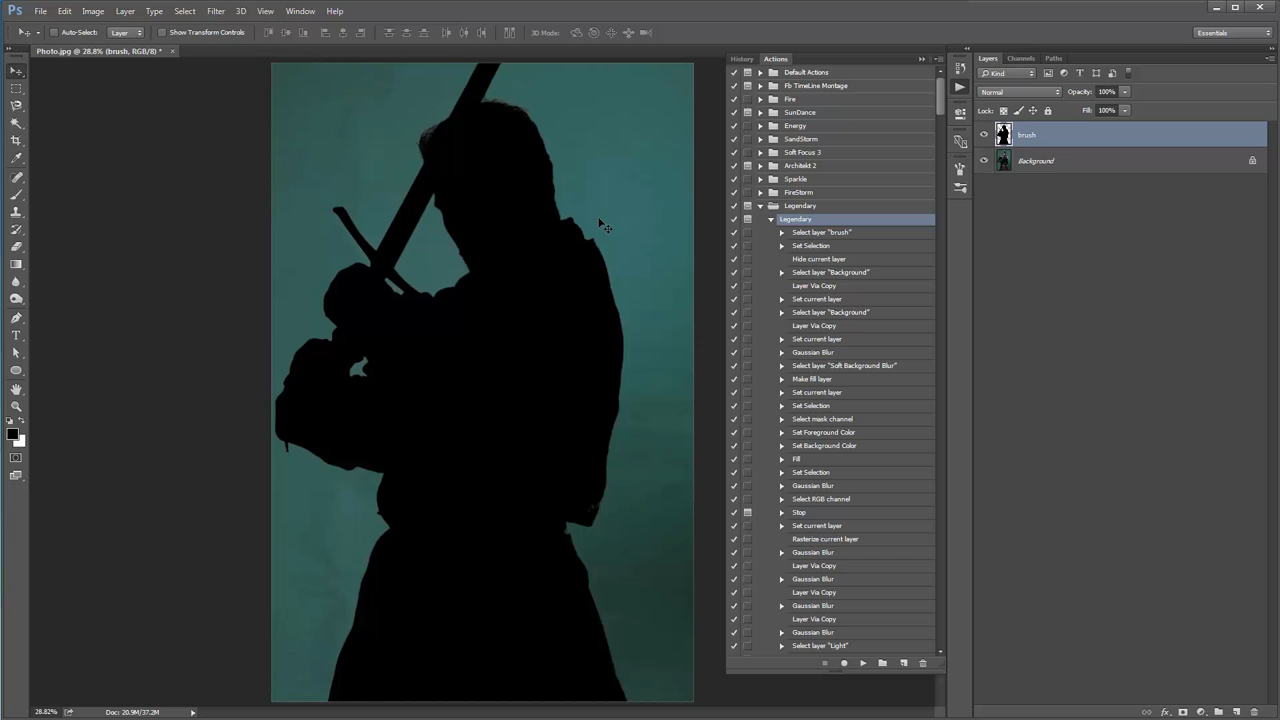 Ps File Edit Image Layer Type Select Filter 3D View Window Help
Auto-Select: Layer Show Transform Controls 3D Mode: Essentials
Photo.jpg @ 28.8% (brush, RGB/8) * ×
History Actions
Default Actions
Fb TimeLine Montage
Fire
SunDance
Energy
SandStorm
Soft Focus 3
Architekt 2
Sparkle
FireStorm
Legendary
Legendary
Select layer "brush"
Set Selection
Hide current layer
Select layer "Background"
Layer Via Copy
Set current layer
Select layer "Background"
Layer Via Copy
Set current layer
Gaussian Blur
Select layer "Soft Background Blur"
Make fill layer
Set current layer
Set Selection
Select mask channel
Set Foreground Color
Set Background Color
Fill
Set Selection
Gaussian Blur
Select RGB channel
Stop
Set current layer
Rasterize current layer
Gaussian Blur
Layer Via Copy
Gaussian Blur
Layer Via Copy
Gaussian Blur
Layer Via Copy
Gaussian Blur
Select layer "Light"
Layers Channels Paths
Kind
Normal Opacity: 100%
Lock: Fill: 100%
brush
Background
28.82% Doc: 20.9M/37.2M